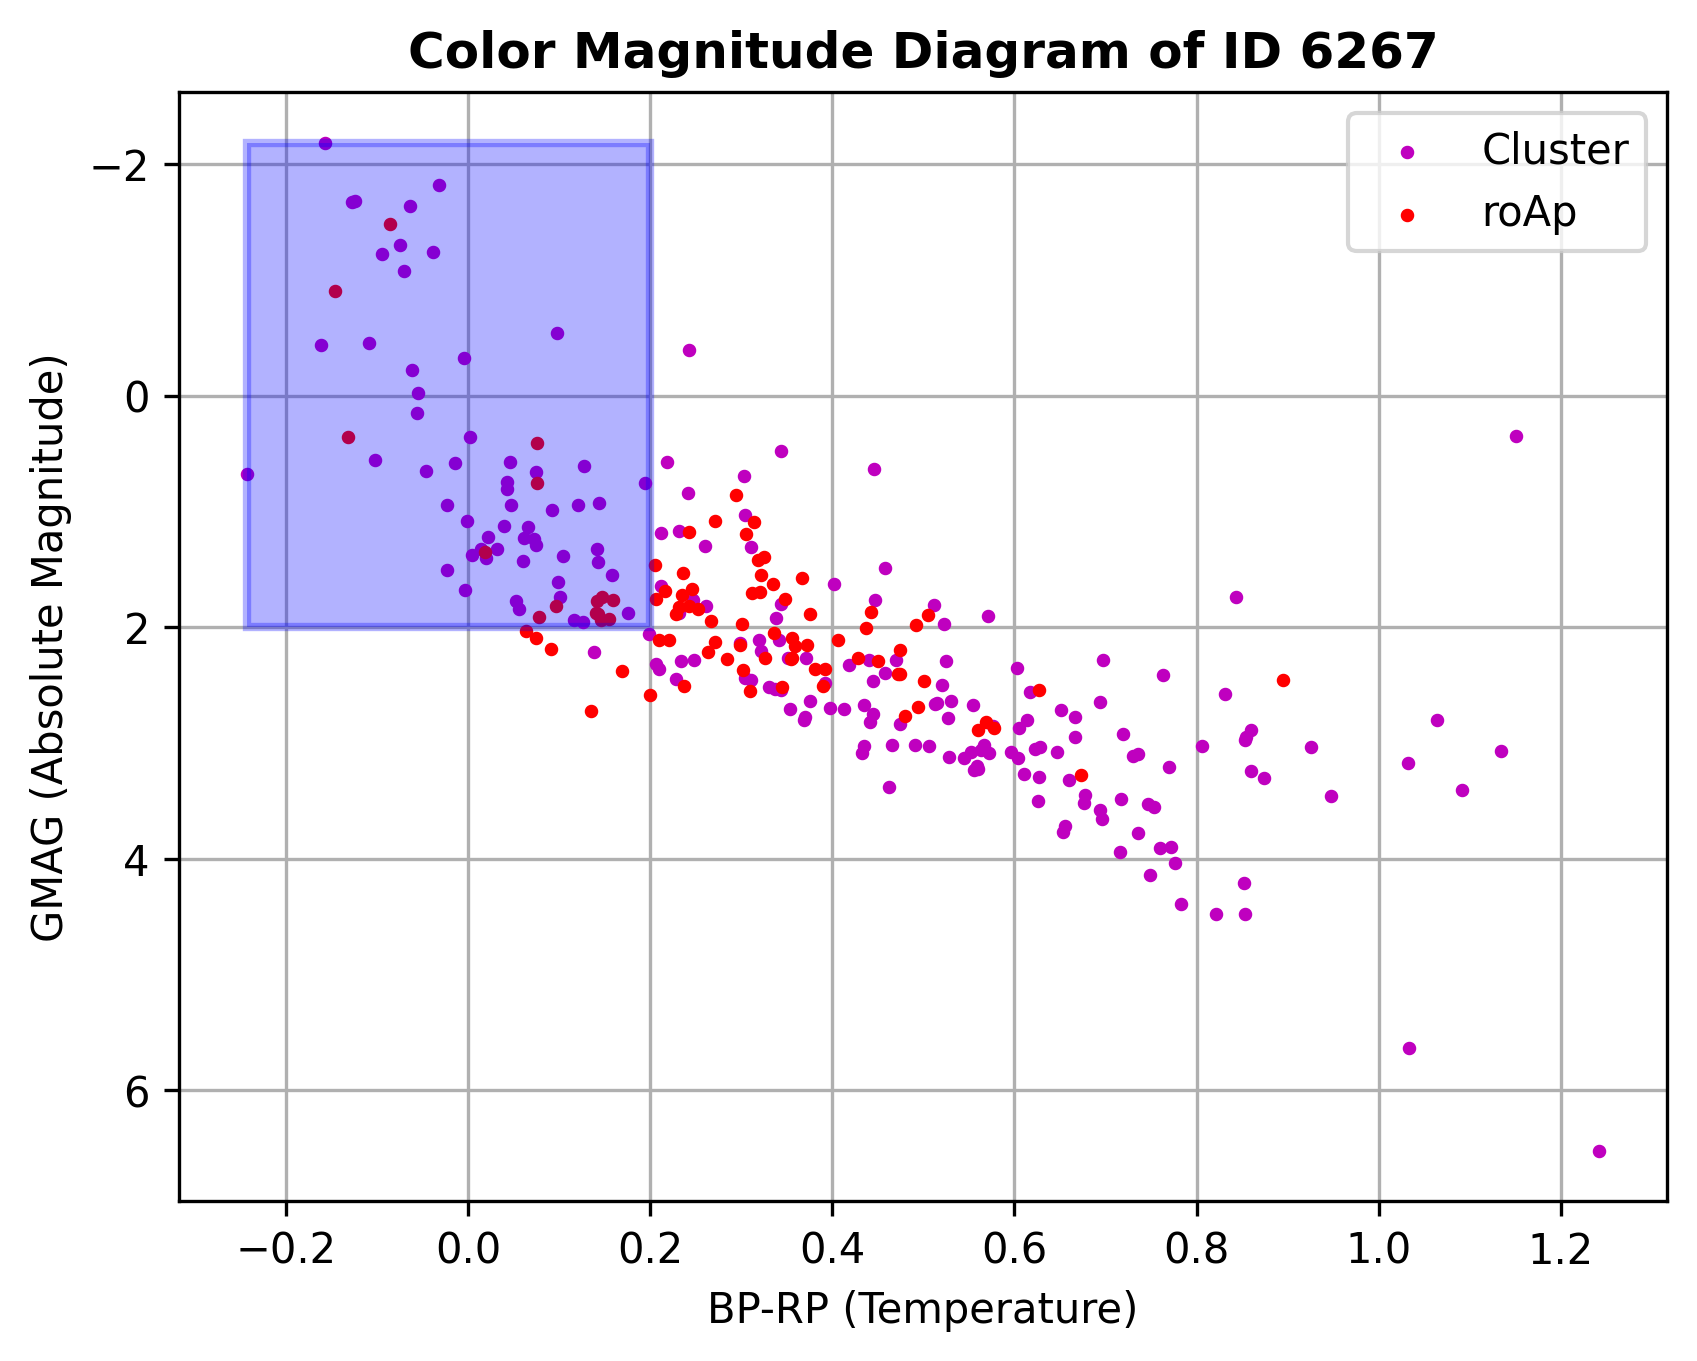 Color Magnitude Diagram of ID 6267
Cluster
roAp
GMAG (Absolute Magnitude)
−2
0
2
4
6
−0.2 0.0 0.2 0.4 0.6 0.8 1.0 1.2
BP-RP (Temperature)